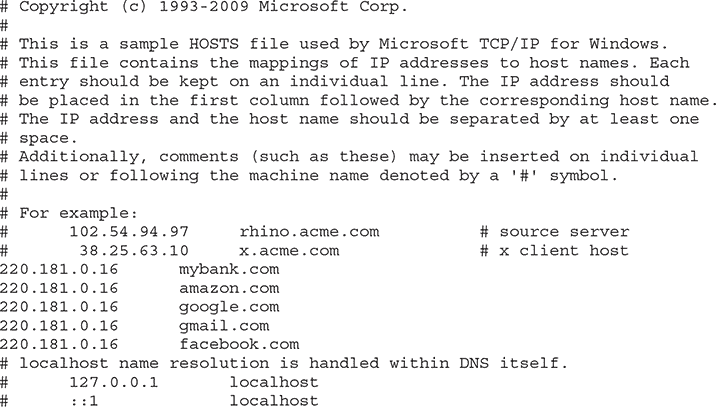 # Copyright (c) 1993-2009 Microsoft Corp.
#
# This is a sample HOSTS file used by Microsoft TCP/IP for Windows.
# This file contains the mappings of IP addresses to host names. Each
# entry should be kept on an individual line. The IP address should
# be placed in the first column followed by the corresponding host name.
# The IP address and the host name should be separated by at least one
# space.
# Additionally, comments (such as these) may be inserted on individual
# lines or following the machine name denoted by a '#' symbol.
#
# For example:
#      102.54.94.97     rhino.acme.com          # source server
#       38.25.63.10     x.acme.com              # x client host
220.181.0.16      mybank.com
220.181.0.16      amazon.com
220.181.0.16      google.com
220.181.0.16      gmail.com
220.181.0.16      facebook.com
# localhost name resolution is handled within DNS itself.
#      127.0.0.1       localhost
#      ::1             localhost